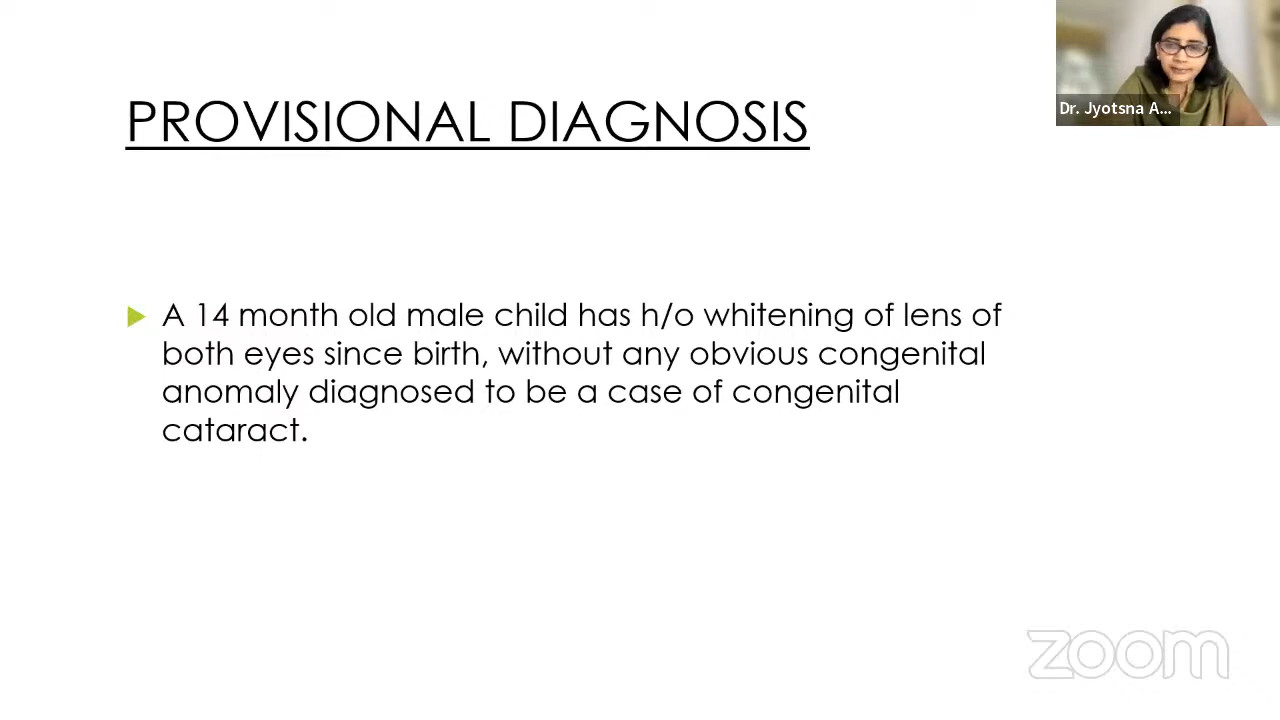 PROVISIONAL DIAGNOSIS
Dr. Jyotsna A...
A 14 month old male child has h/o whitening of lens of
both eyes since birth, without any obvious congenital
anomaly diagnosed to be a case of congenital
cataract.
zoom